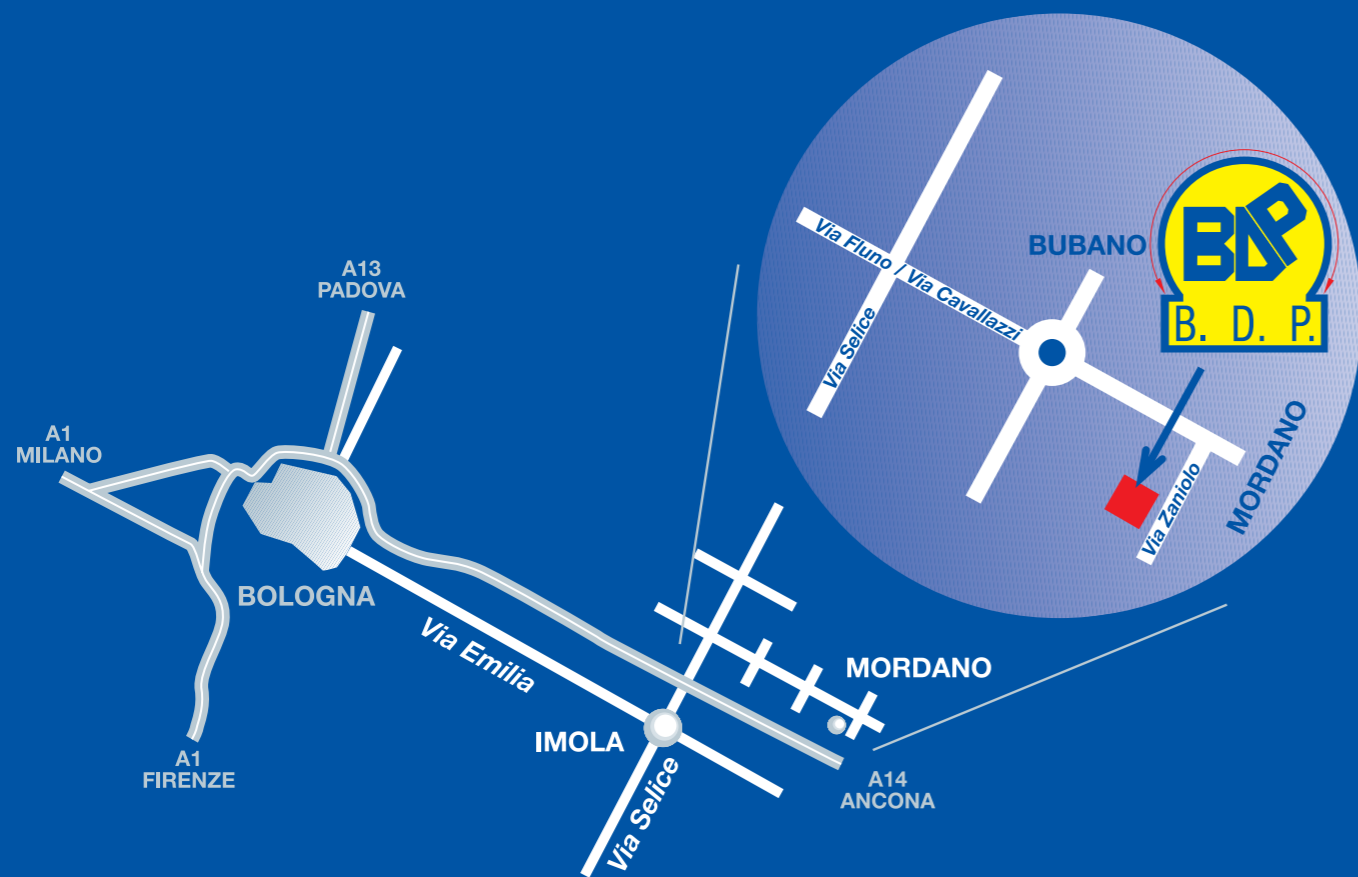 BUBANO
BDP
B. D. P.
Via Fluno / Via Cavallazzi
Via Selice
Via Zaniolo
MORDANO
A13
PADOVA
A1
MILANO
BOLOGNA
Via Emilia
MORDANO
IMOLA
Via Selice
A1
FIRENZE
A14
ANCONA